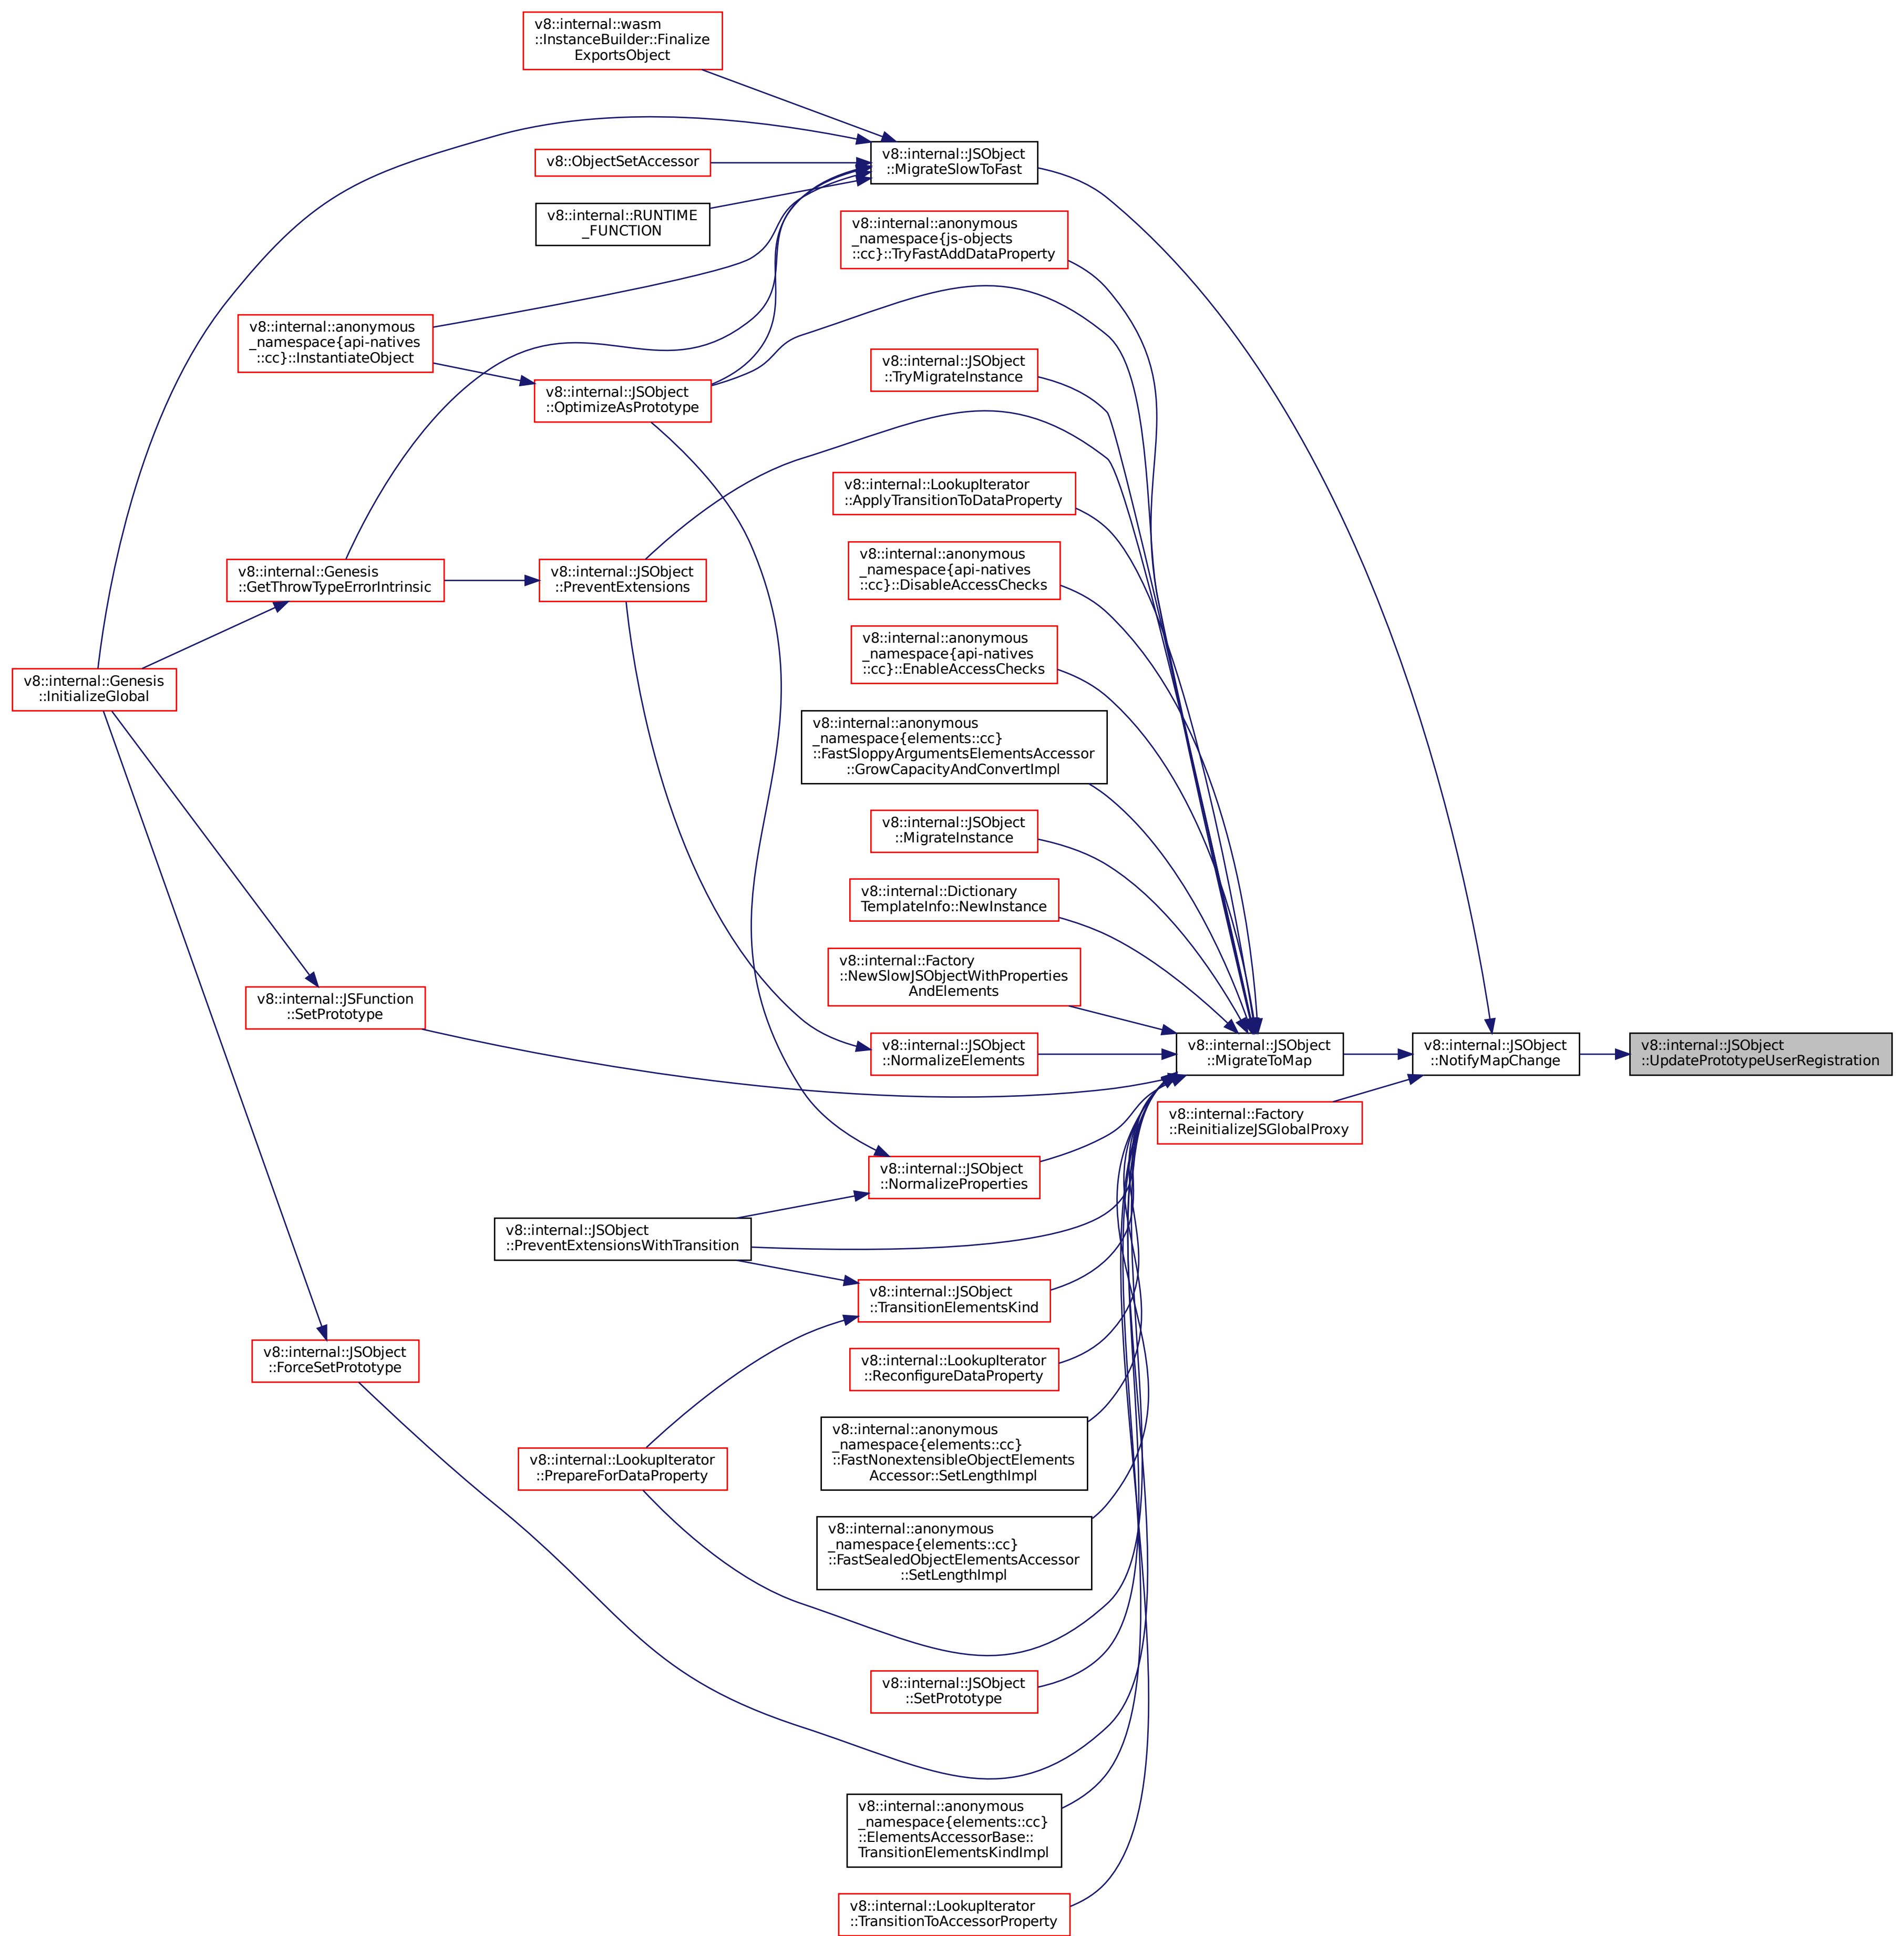 v8::internal::wasm
::InstanceBuilder::Finalize
ExportsObject
v8::internal::JSObject
::MigrateSlowToFast
v8::ObjectSetAccessor
v8::internal::RUNTIME
_FUNCTION
v8::internal::anonymous
_namespace{js-objects
::cc}::TryFastAddDataProperty
v8::internal::anonymous
_namespace{api-natives
::cc}::InstantiateObject
v8::internal::JSObject
::TryMigrateInstance
v8::internal::JSObject
::OptimizeAsPrototype
v8::internal::LookupIterator
::ApplyTransitionToDataProperty
v8::internal::Genesis
::GetThrowTypeErrorIntrinsic
v8::internal::JSObject
::PreventExtensions
v8::internal::anonymous
_namespace{api-natives
::cc}::DisableAccessChecks
v8::internal::anonymous
_namespace{api-natives
::cc}::EnableAccessChecks
v8::internal::Genesis
::InitializeGlobal
v8::internal::anonymous
_namespace{elements::cc}
::FastSloppyArgumentsElementsAccessor
::GrowCapacityAndConvertImpl
v8::internal::JSObject
::MigrateInstance
v8::internal::Dictionary
TemplateInfo::NewInstance
v8::internal::Factory
::NewSlowJSObjectWithProperties
AndElements
v8::internal::JSFunction
::SetPrototype
v8::internal::JSObject
::NormalizeElements
v8::internal::JSObject
::MigrateToMap
v8::internal::JSObject
::NotifyMapChange
v8::internal::JSObject
::UpdatePrototypeUserRegistration
v8::internal::Factory
::ReinitializeJSGlobalProxy
v8::internal::JSObject
::NormalizeProperties
v8::internal::JSObject
::PreventExtensionsWithTransition
v8::internal::JSObject
::TransitionElementsKind
v8::internal::JSObject
::ForceSetPrototype
v8::internal::LookupIterator
::ReconfigureDataProperty
v8::internal::anonymous
_namespace{elements::cc}
::FastNonextensibleObjectElements
Accessor::SetLengthImpl
v8::internal::LookupIterator
::PrepareForDataProperty
v8::internal::anonymous
_namespace{elements::cc}
::FastSealedObjectElementsAccessor
::SetLengthImpl
v8::internal::JSObject
::SetPrototype
v8::internal::anonymous
_namespace{elements::cc}
::ElementsAccessorBase::
TransitionElementsKindImpl
v8::internal::LookupIterator
::TransitionToAccessorProperty